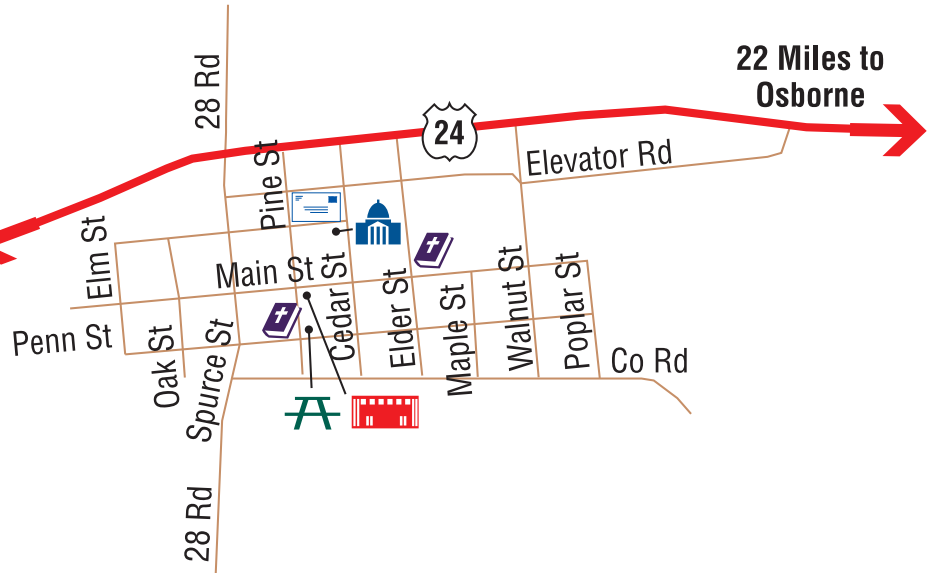 28 Rd
22 Miles to
Osborne
24
Elevator Rd
Pine St
Elm St
Main St
Cedar St
Elder St
Walnut St
Poplar St
Maple St
Penn St
Oak St
Spurce St
Co Rd
28 Rd